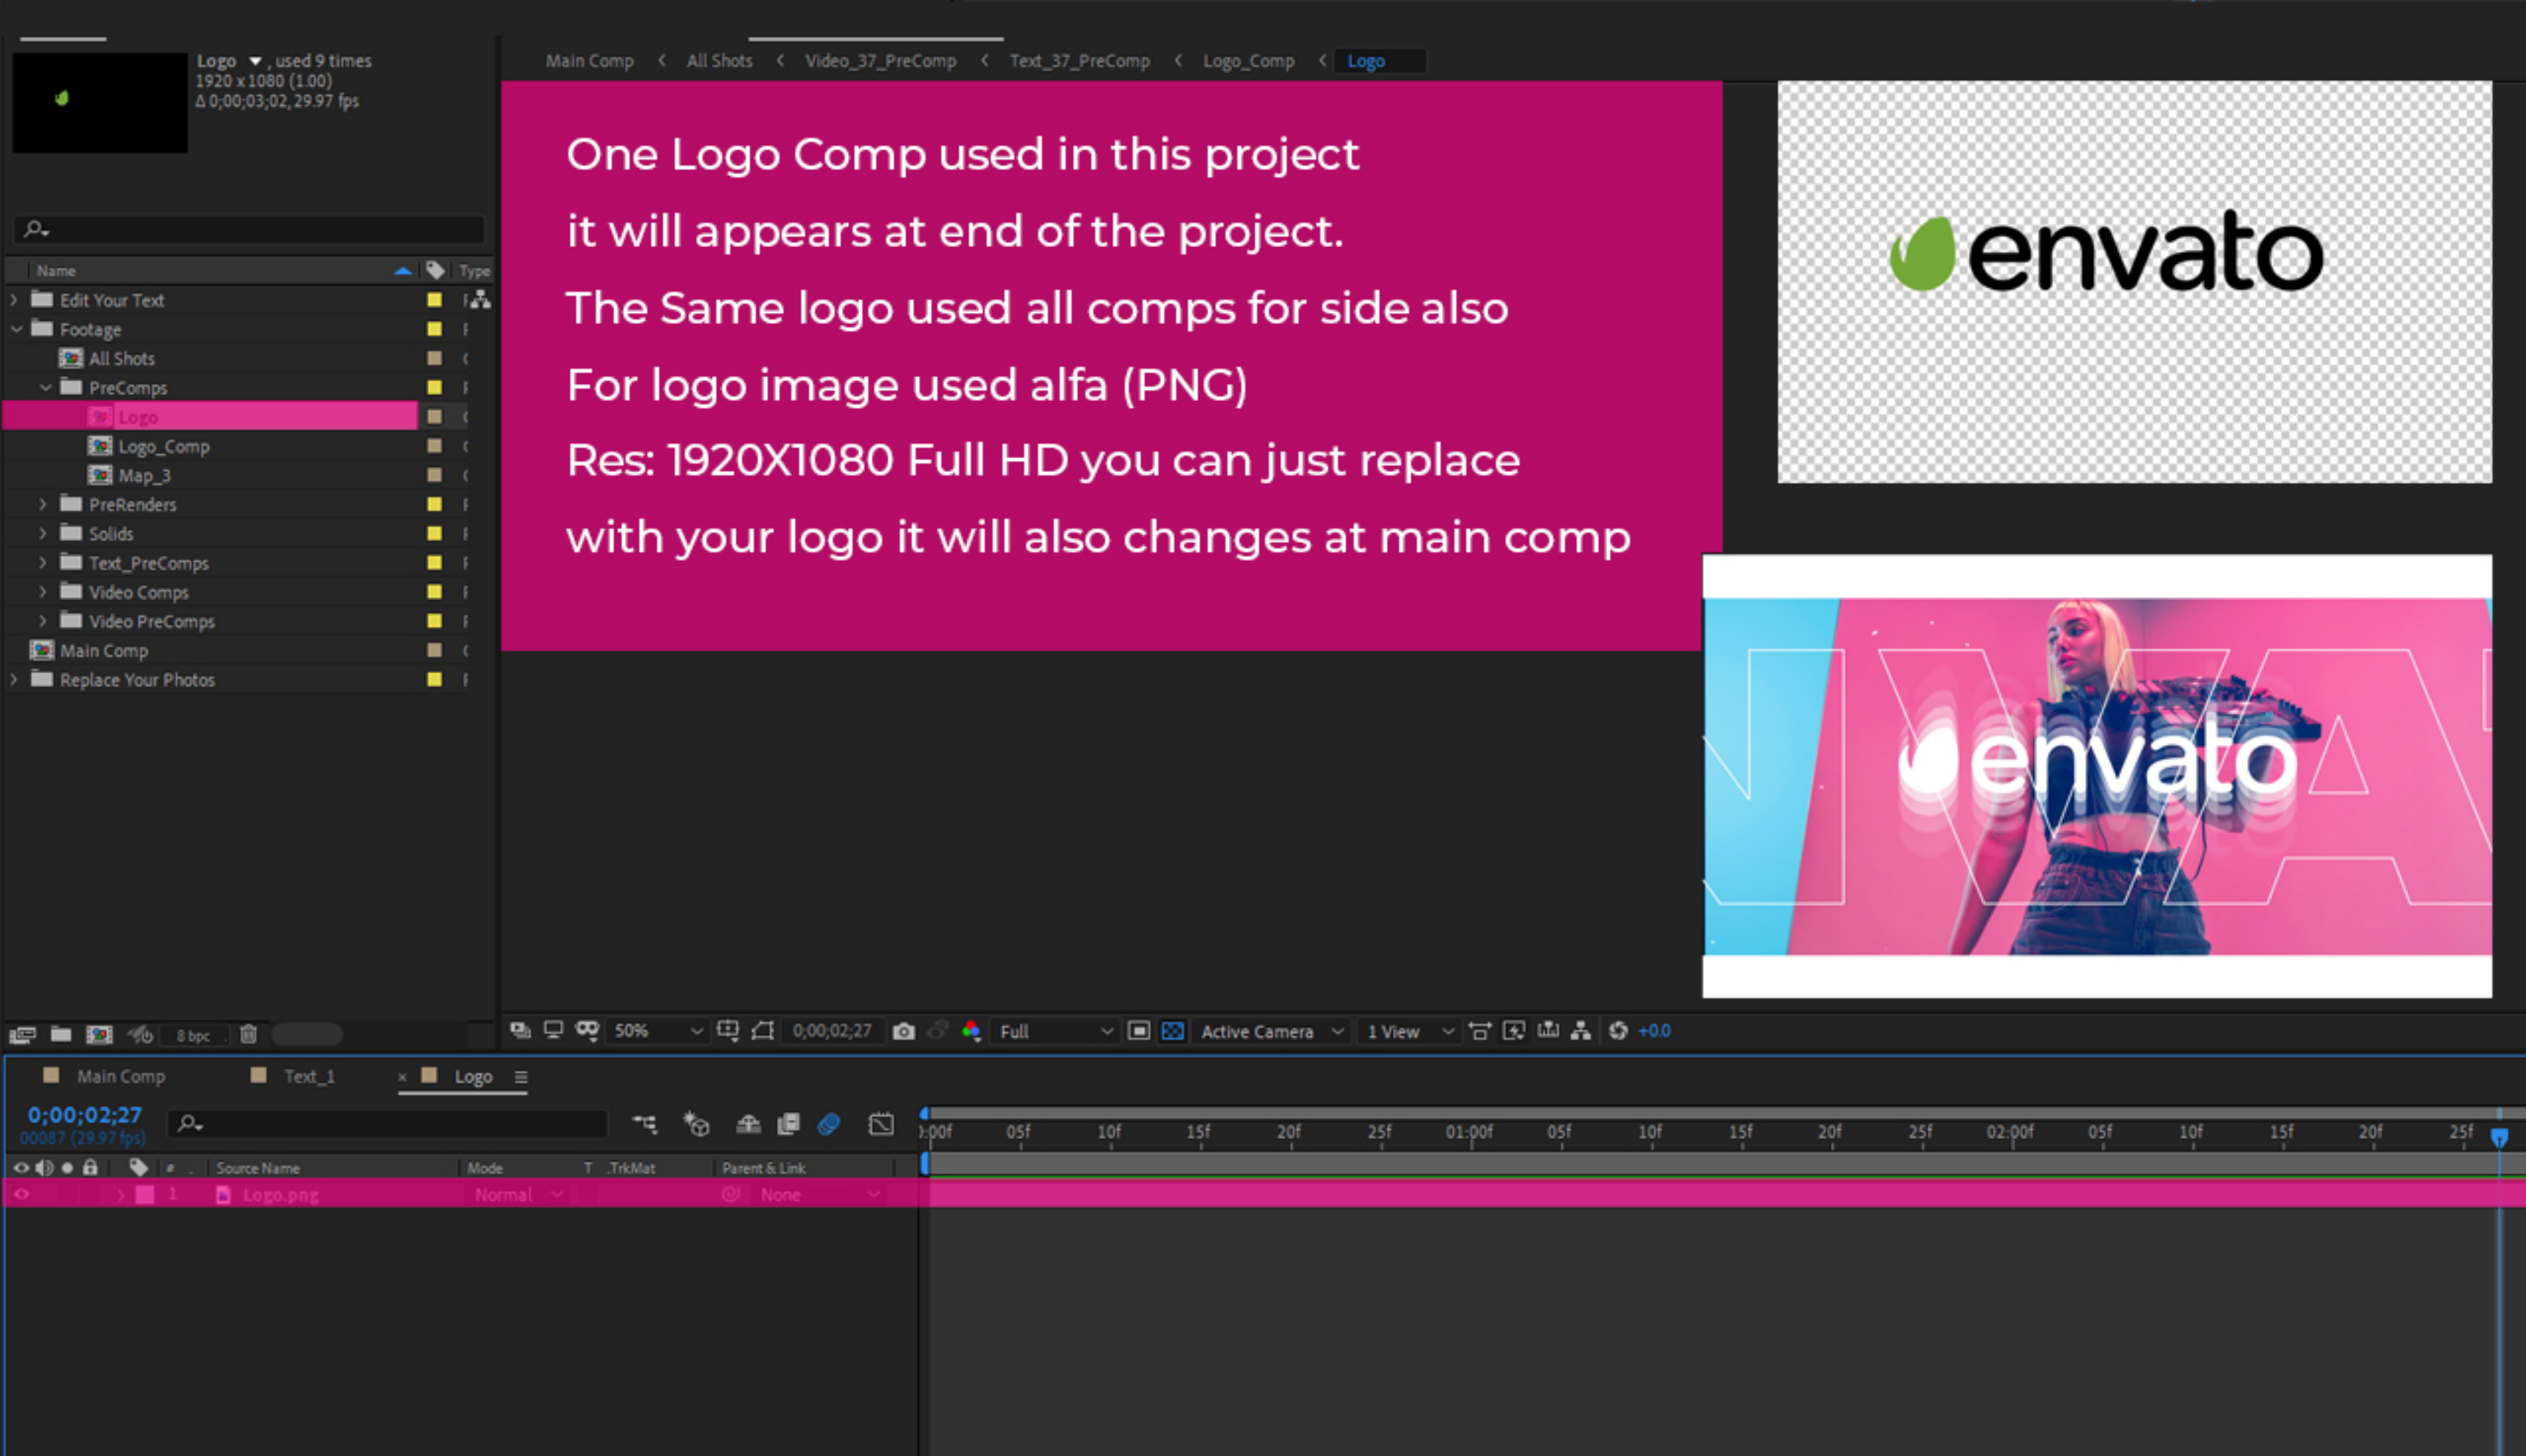 Logo , used 9 times
1920 x 1080 (1.00)
Δ 0;00;03;02, 29.97 fps
Main Comp < All Shots < Video_37_PreComp < Text_37_PreComp < Logo_Comp < Logo
One Logo Comp used in this project
it will appears at end of the project.
The Same logo used all comps for side also
For logo image used alfa (PNG)
Res: 1920X1080 Full HD you can just replace
with your logo it will also changes at main comp
envato
envato
Name Type
Edit Your Text
Footage
All Shots
PreComps
Logo
Logo_Comp
Map_3
PreRenders
Solids
Text_PreComps
Video Comps
Video PreComps
Main Comp
Replace Your Photos
8 bpc
50% 0;00;02;27 Full Active Camera 1 View +0.0
Main Comp Text_1 × Logo
0;00;02;27
00087 (29.97 fps)
05f 10f 15f 20f 25f 01:00f 05f 10f 15f 20f 25f 02:00f 05f 10f 15f 20f 25f
# Source Name Mode T .TrkMat Parent & Link
1 Logo.png Normal None